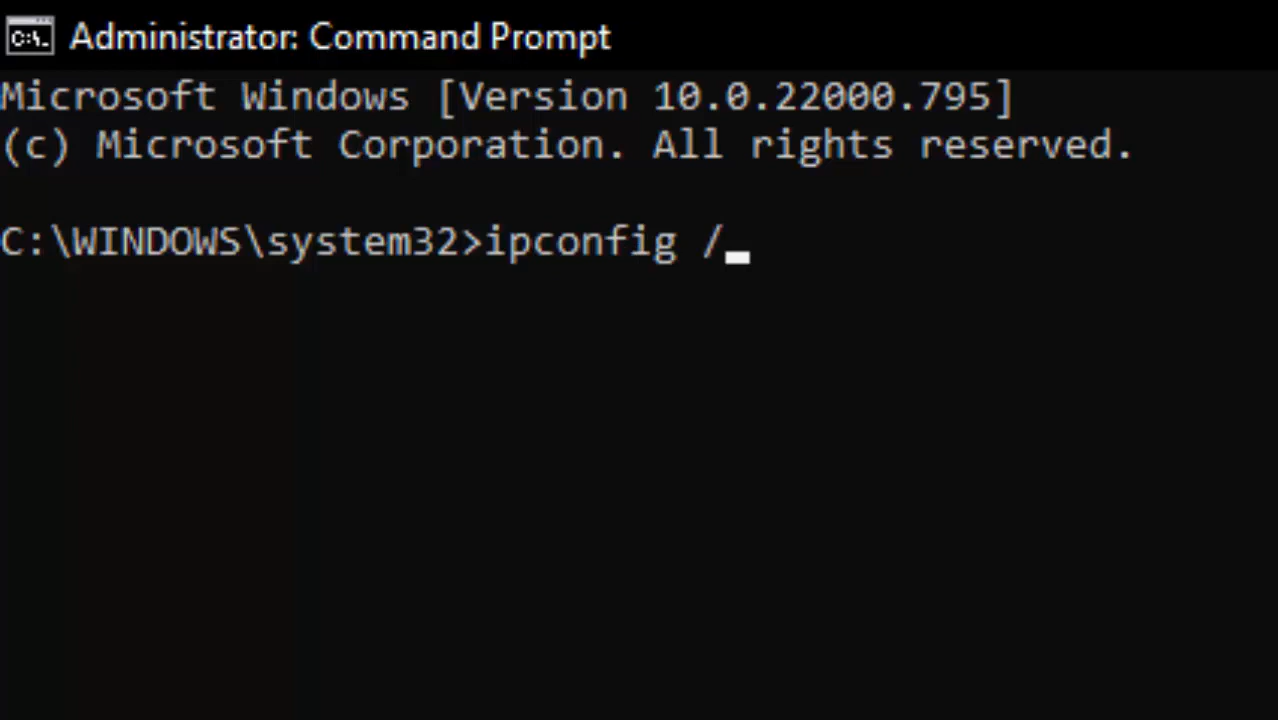 Administrator: Command Prompt
Microsoft Windows [Version 10.0.22000.795]
(c) Microsoft Corporation. All rights reserved.
C:\WINDOWS\system32>ipconfig /